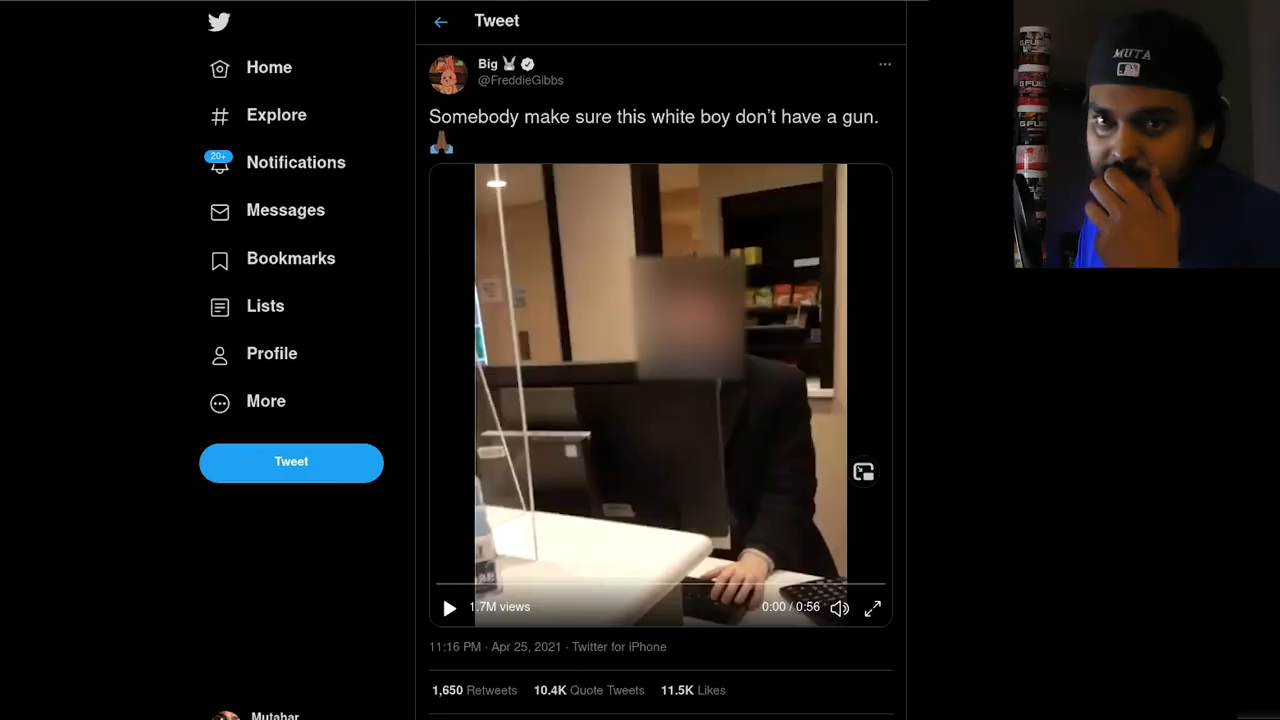 Tweet
Home
Explore
20+
Notifications
Messages
Bookmarks
Lists
Profile
More
Tweet
Mutahar
Big 🐰
@FreddieGibbs
Somebody make sure this white boy don't have a gun.
🙏🏾
1.7M views
0:00 / 0:56
11:16 PM · Apr 25, 2021 · Twitter for iPhone
1,650 Retweets 10.4K Quote Tweets 11.5K Likes
MUTA
G FUEL